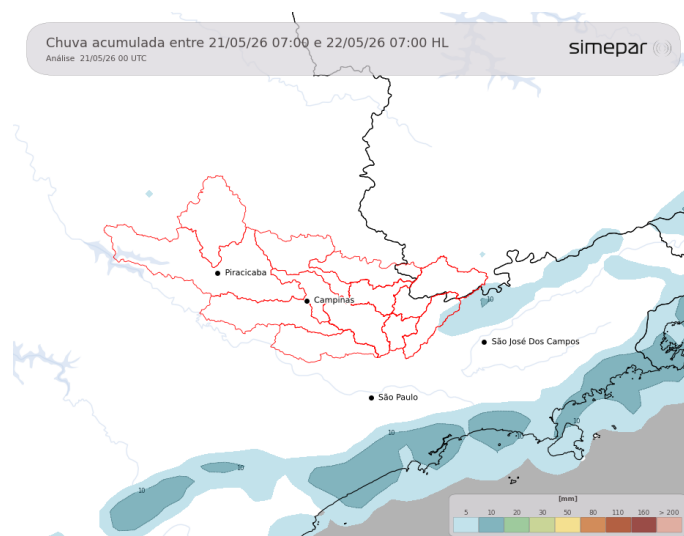 Chuva acumulada entre 21/05/26 07:00 e 22/05/26 07:00 HL
Análise 21/05/26 00 UTC
simepar
Piracicaba
Campinas
10
São José Dos Campos
São Paulo
10
10
10
10
10
[mm]
5 10 20 30 50 80 110 160 > 200